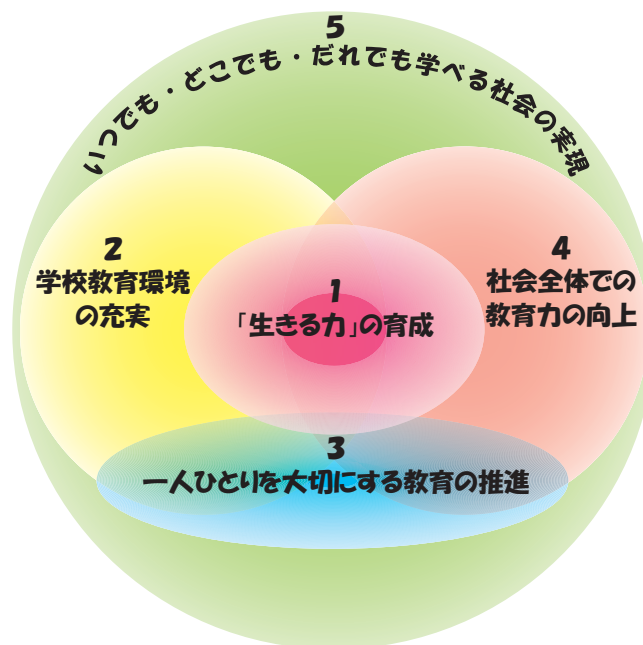 5
いつでも・どこでも・だれでも学べる社会の実現
2
学校教育環境
の充実
4
社会全体での
教育力の向上
1
「生きる力」の育成
3
一人ひとりを大切にする教育の推進